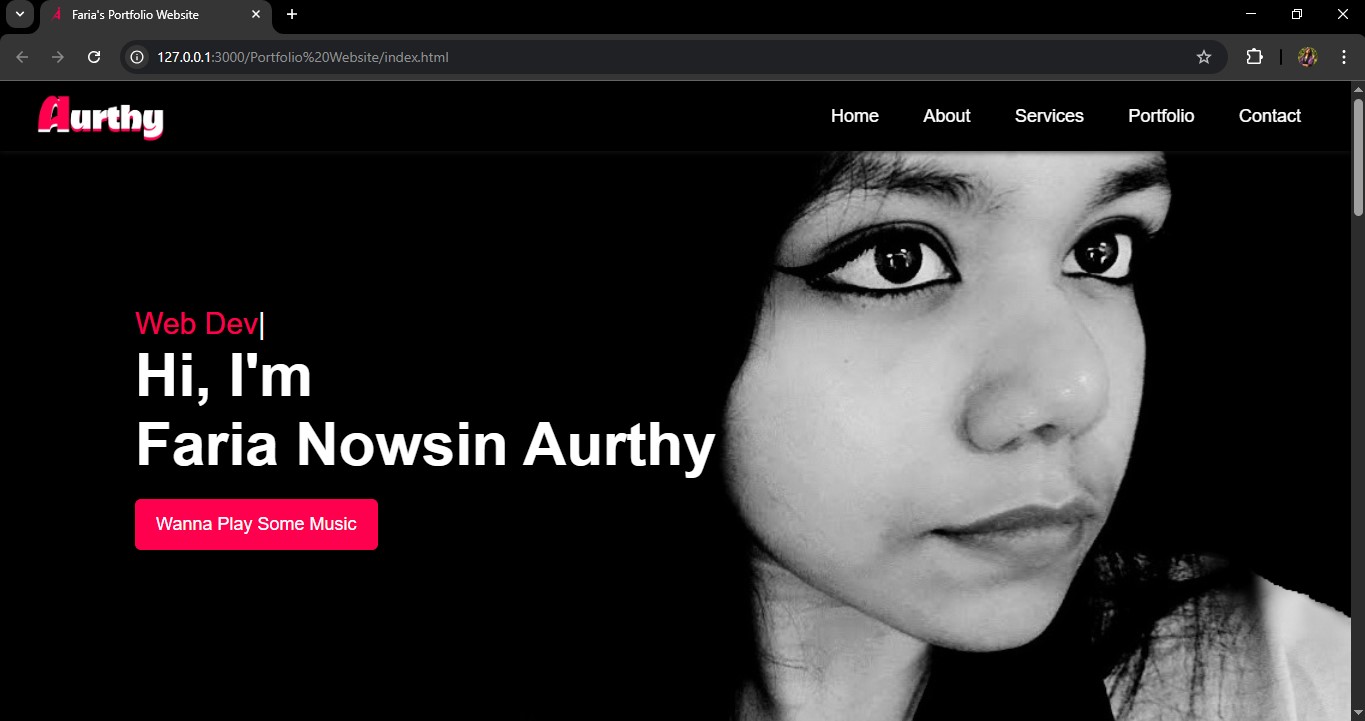 Faria's Portfolio Website
127.0.0.1:3000/Portfolio%20Website/index.html
Aurthy
Home About Services Portfolio Contact
Web Dev|
Hi, I'm
Faria Nowsin Aurthy
Wanna Play Some Music